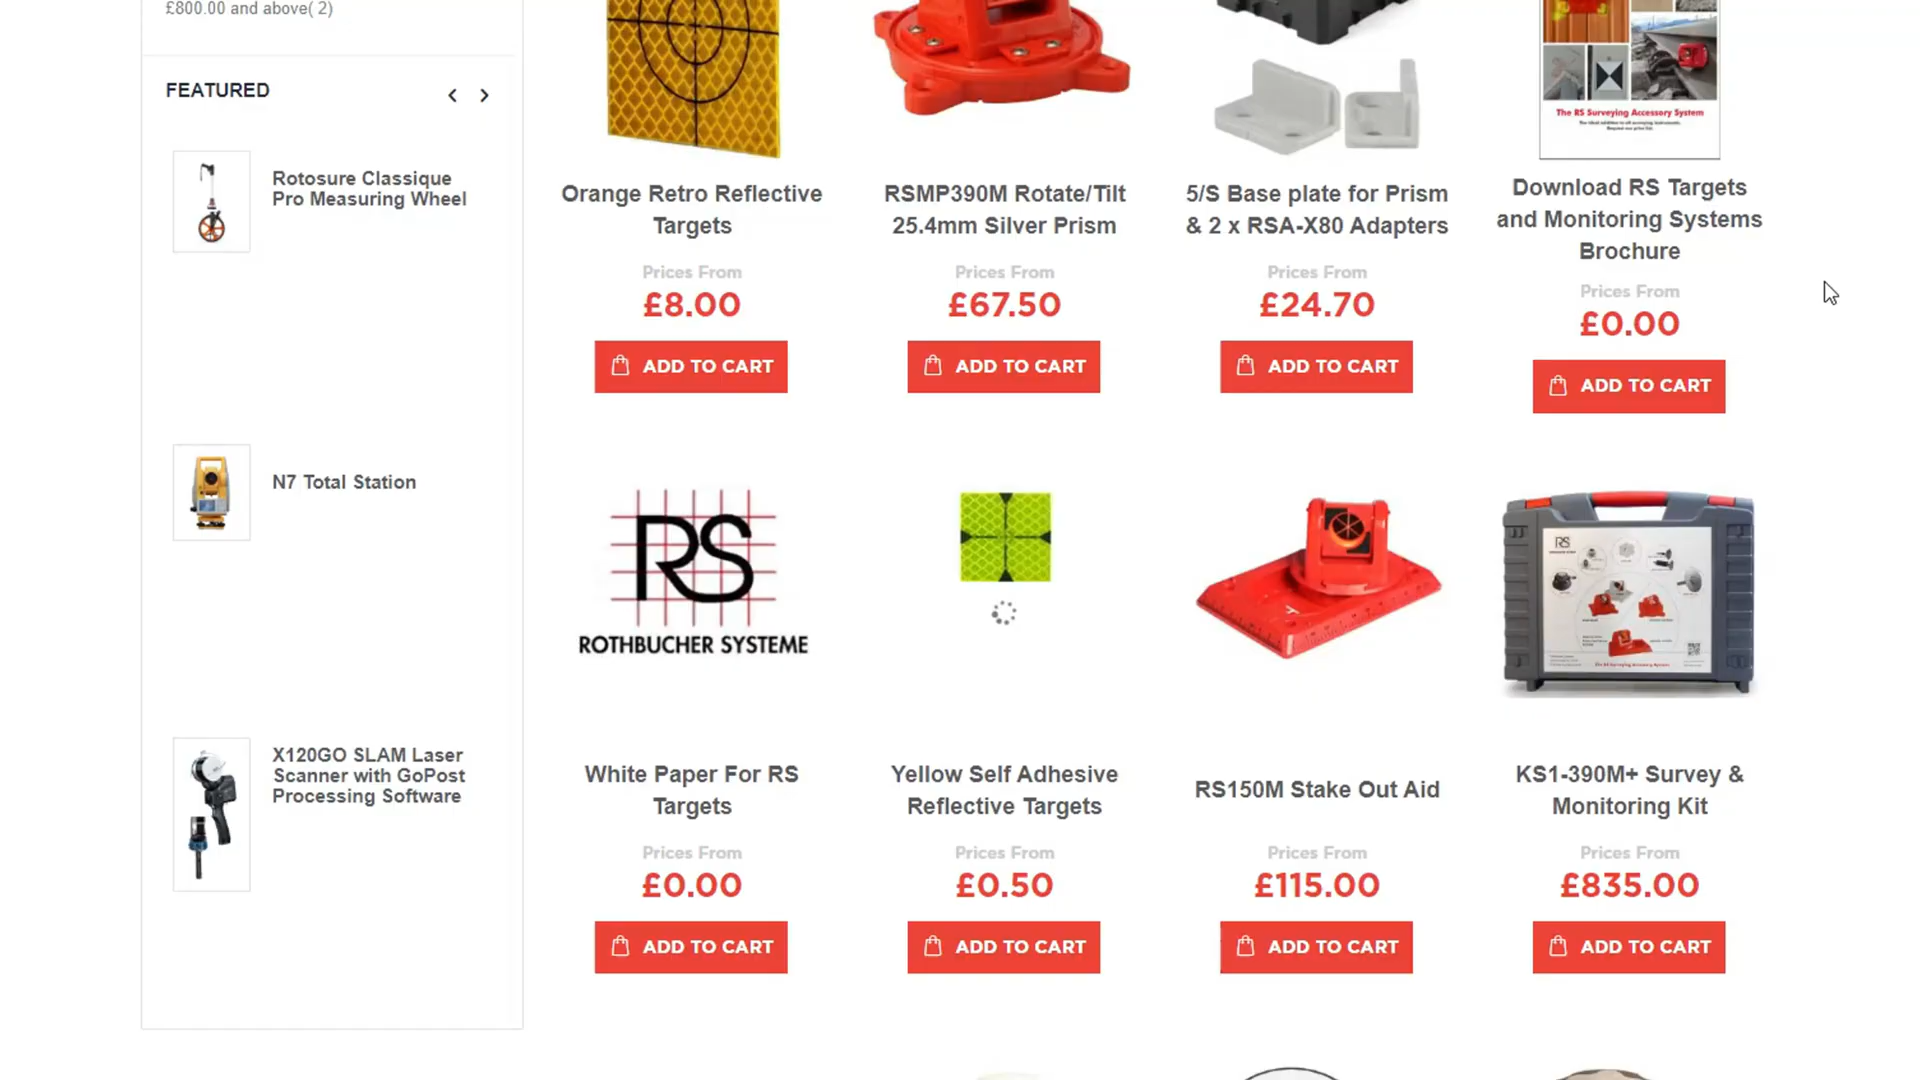 £800.00 and above( 2)
FEATURED
Rotosure Classique
Pro Measuring Wheel
N7 Total Station
X120GO SLAM Laser
Scanner with GoPost
Processing Software
The RS Surveying Accessory System
Orange Retro Reflective
Targets
Prices From
£8.00
ADD TO CART
RSMP390M Rotate/Tilt
25.4mm Silver Prism
Prices From
£67.50
ADD TO CART
5/S Base plate for Prism
& 2 x RSA-X80 Adapters
Prices From
£24.70
ADD TO CART
Download RS Targets
and Monitoring Systems
Brochure
Prices From
£0.00
ADD TO CART
RS
ROTHBUCHER SYSTEME
White Paper For RS
Targets
Prices From
£0.00
ADD TO CART
Yellow Self Adhesive
Reflective Targets
Prices From
£0.50
ADD TO CART
RS150M Stake Out Aid
Prices From
£115.00
ADD TO CART
RS
KS1-390M+ Survey &
Monitoring Kit
Prices From
£835.00
ADD TO CART